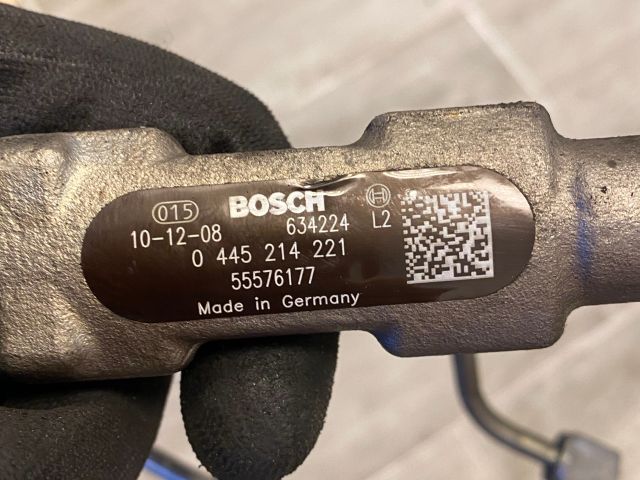 015 BOSCH
10-12-08 634224 L2
0 445 214 221
55576177
Made in Germany